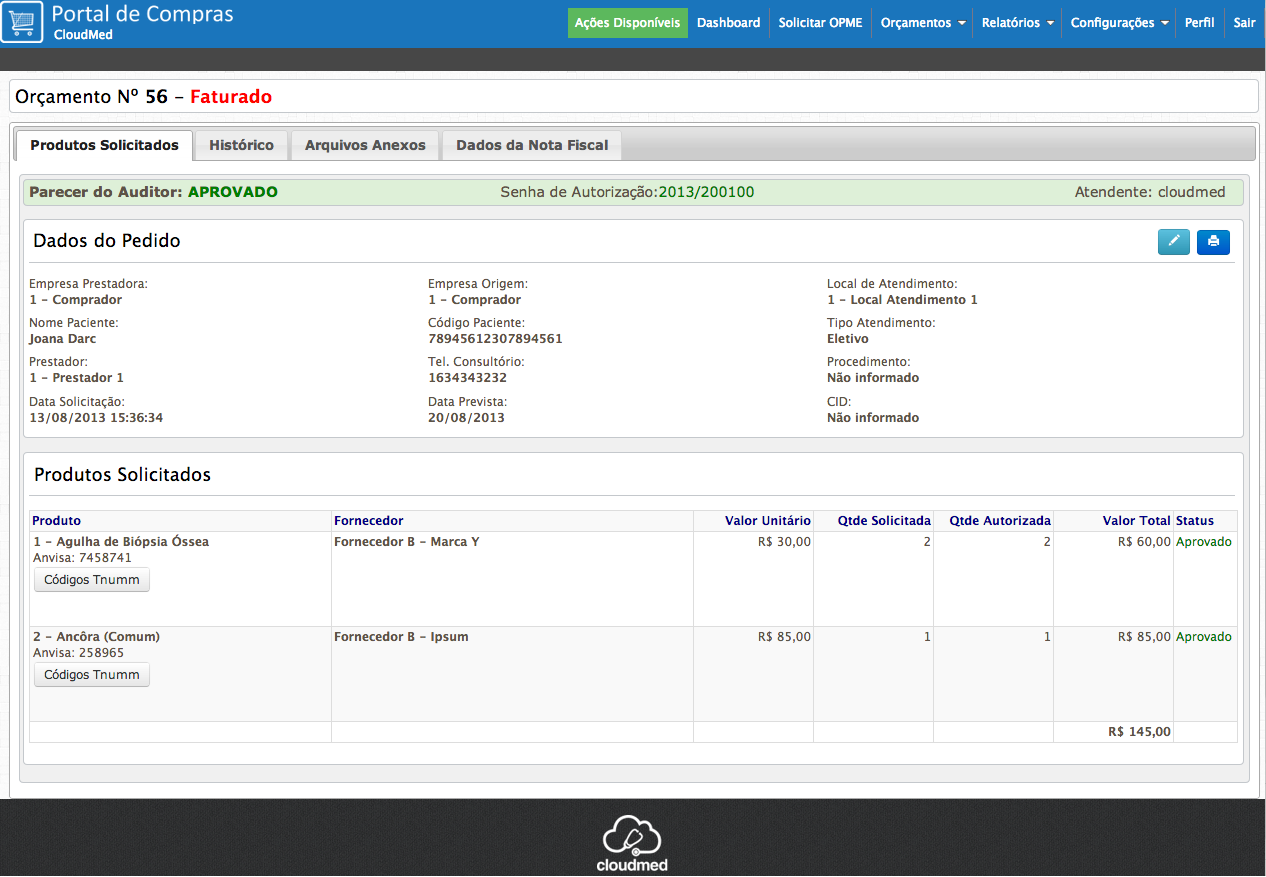 Portal de Compras
CloudMed
Ações Disponíveis Dashboard Solicitar OPME Orçamentos Relatórios Configurações Perfil Sair
Orçamento Nº 56 – Faturado
Produtos Solicitados Histórico Arquivos Anexos Dados da Nota Fiscal
Parecer do Auditor: APROVADO Senha de Autorização:2013/200100 Atendente: cloudmed
Dados do Pedido
Empresa Prestadora: Empresa Origem: Local de Atendimento:
1 – Comprador 1 – Comprador 1 – Local Atendimento 1
Nome Paciente: Código Paciente: Tipo Atendimento:
Joana Darc 78945612307894561 Eletivo
Prestador: Tel. Consultório: Procedimento:
1 – Prestador 1 1634343232 Não informado
Data Solicitação: Data Prevista: CID:
13/08/2013 15:36:34 20/08/2013 Não informado
Produtos Solicitados
Produto Fornecedor Valor Unitário Qtde Solicitada Qtde Autorizada Valor Total Status
1 – Agulha de Biópsia Óssea Fornecedor B – Marca Y R$ 30,00 2 2 R$ 60,00 Aprovado
Anvisa: 7458741
Códigos Tnumm
2 – Ancôra (Comum) Fornecedor B – Ipsum R$ 85,00 1 1 R$ 85,00 Aprovado
Anvisa: 258965
Códigos Tnumm
R$ 145,00
cloudmed